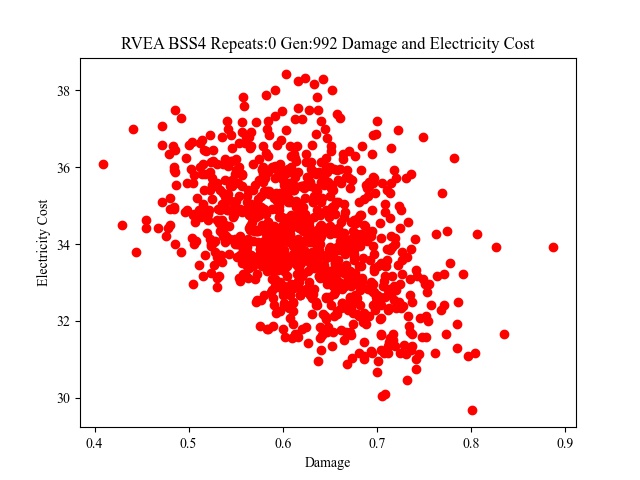 RVEA BSS4 Repeats:0 Gen:992 Damage and Electricity Cost
38
36
34
32
30
Electricity Cost
0.4 0.5 0.6 0.7 0.8 0.9
Damage